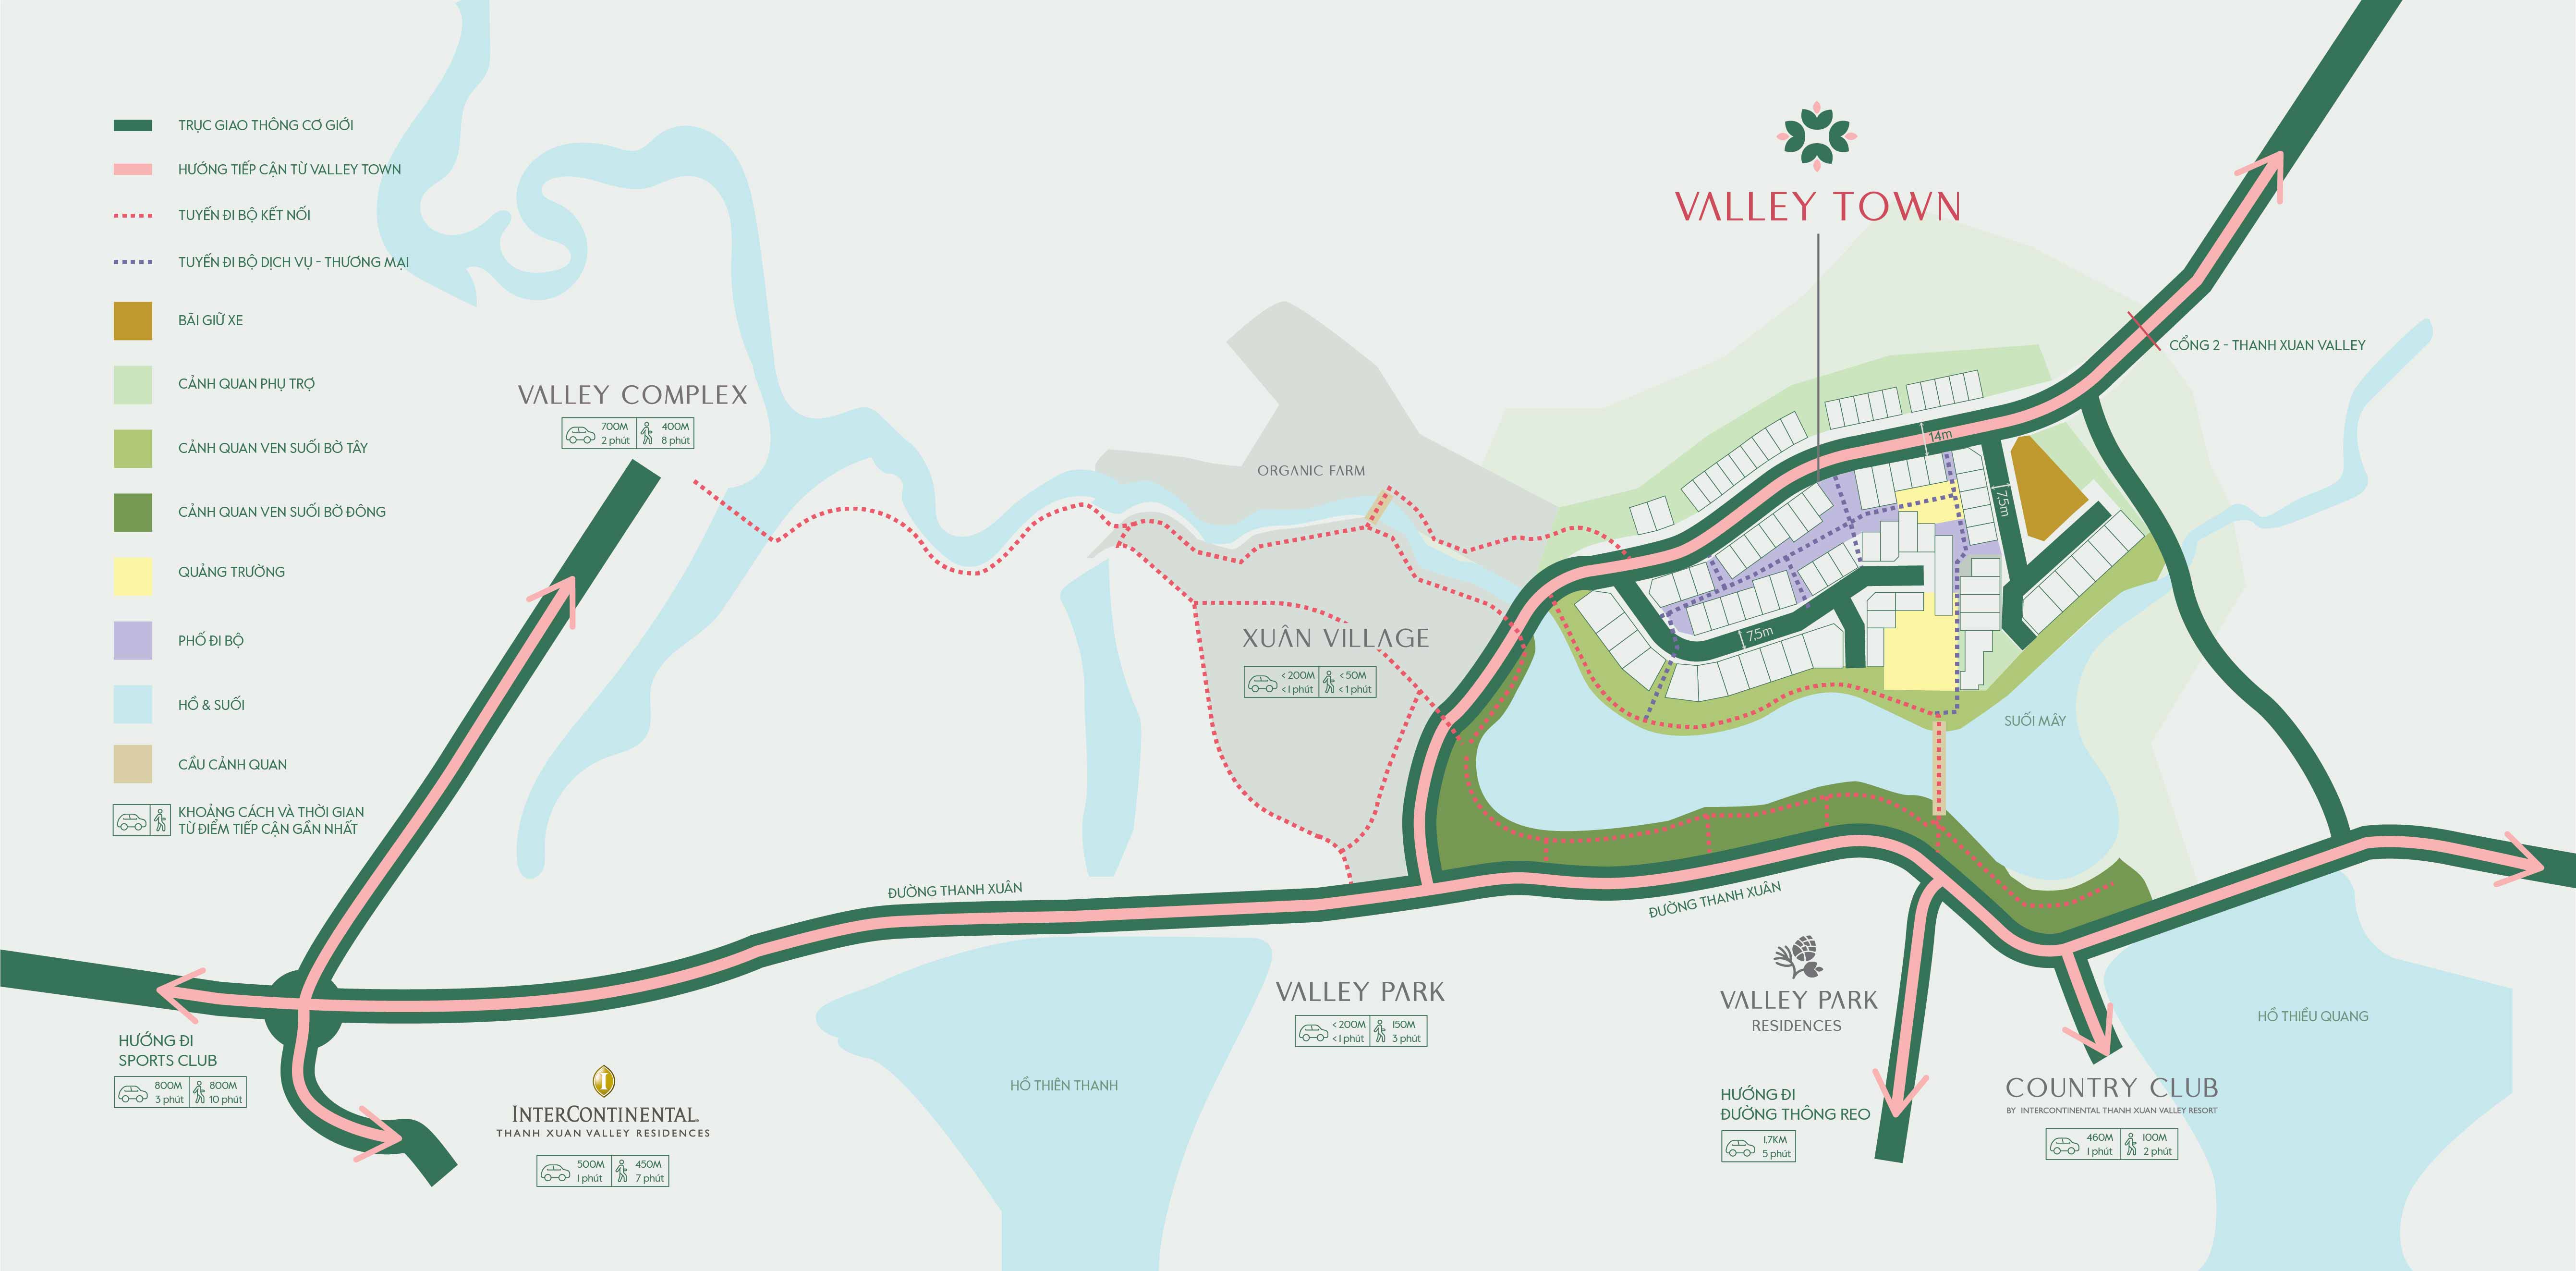 TRỤC GIAO THÔNG CƠ GIỚI
HƯỚNG TIẾP CẬN TỪ VALLEY TOWN
TUYẾN ĐI BỘ KẾT NỐI
TUYẾN ĐI BỘ DỊCH VỤ - THƯƠNG MẠI
BÃI GIỮ XE
CẢNH QUAN PHỤ TRỢ
CẢNH QUAN VEN SUỐI BỜ TÂY
CẢNH QUAN VEN SUỐI BỜ ĐÔNG
QUẢNG TRƯỜNG
PHỐ ĐI BỘ
HỒ & SUỐI
CẦU CẢNH QUAN
KHOẢNG CÁCH VÀ THỜI GIAN
TỪ ĐIỂM TIẾP CẬN GẦN NHẤT
VALLEY COMPLEX
700M 400M
2 phút 8 phút
ORGANIC FARM
XUÂN VILLAGE
<200M <50M
<1 phút <1 phút
VALLEY TOWN
CỔNG 2 - THANH XUAN VALLEY
14m
7,5m
7,5m
SUỐI MÂY
ĐƯỜNG THANH XUÂN
ĐƯỜNG THANH XUÂN
HƯỚNG ĐI
SPORTS CLUB
800M 800M
3 phút 10 phút
I
INTERCONTINENTAL.
THANH XUAN VALLEY RESIDENCES
500M 450M
1 phút 7 phút
HỒ THIÊN THANH
VALLEY PARK
<200M 150M
<1 phút 3 phút
VALLEY PARK
RESIDENCES
HƯỚNG ĐI
ĐƯỜNG THÔNG REO
1,7KM
5 phút
COUNTRY CLUB
BY INTERCONTINENTAL THANH XUAN VALLEY RESORT
460M 100M
1 phút 2 phút
HỒ THIỀU QUANG